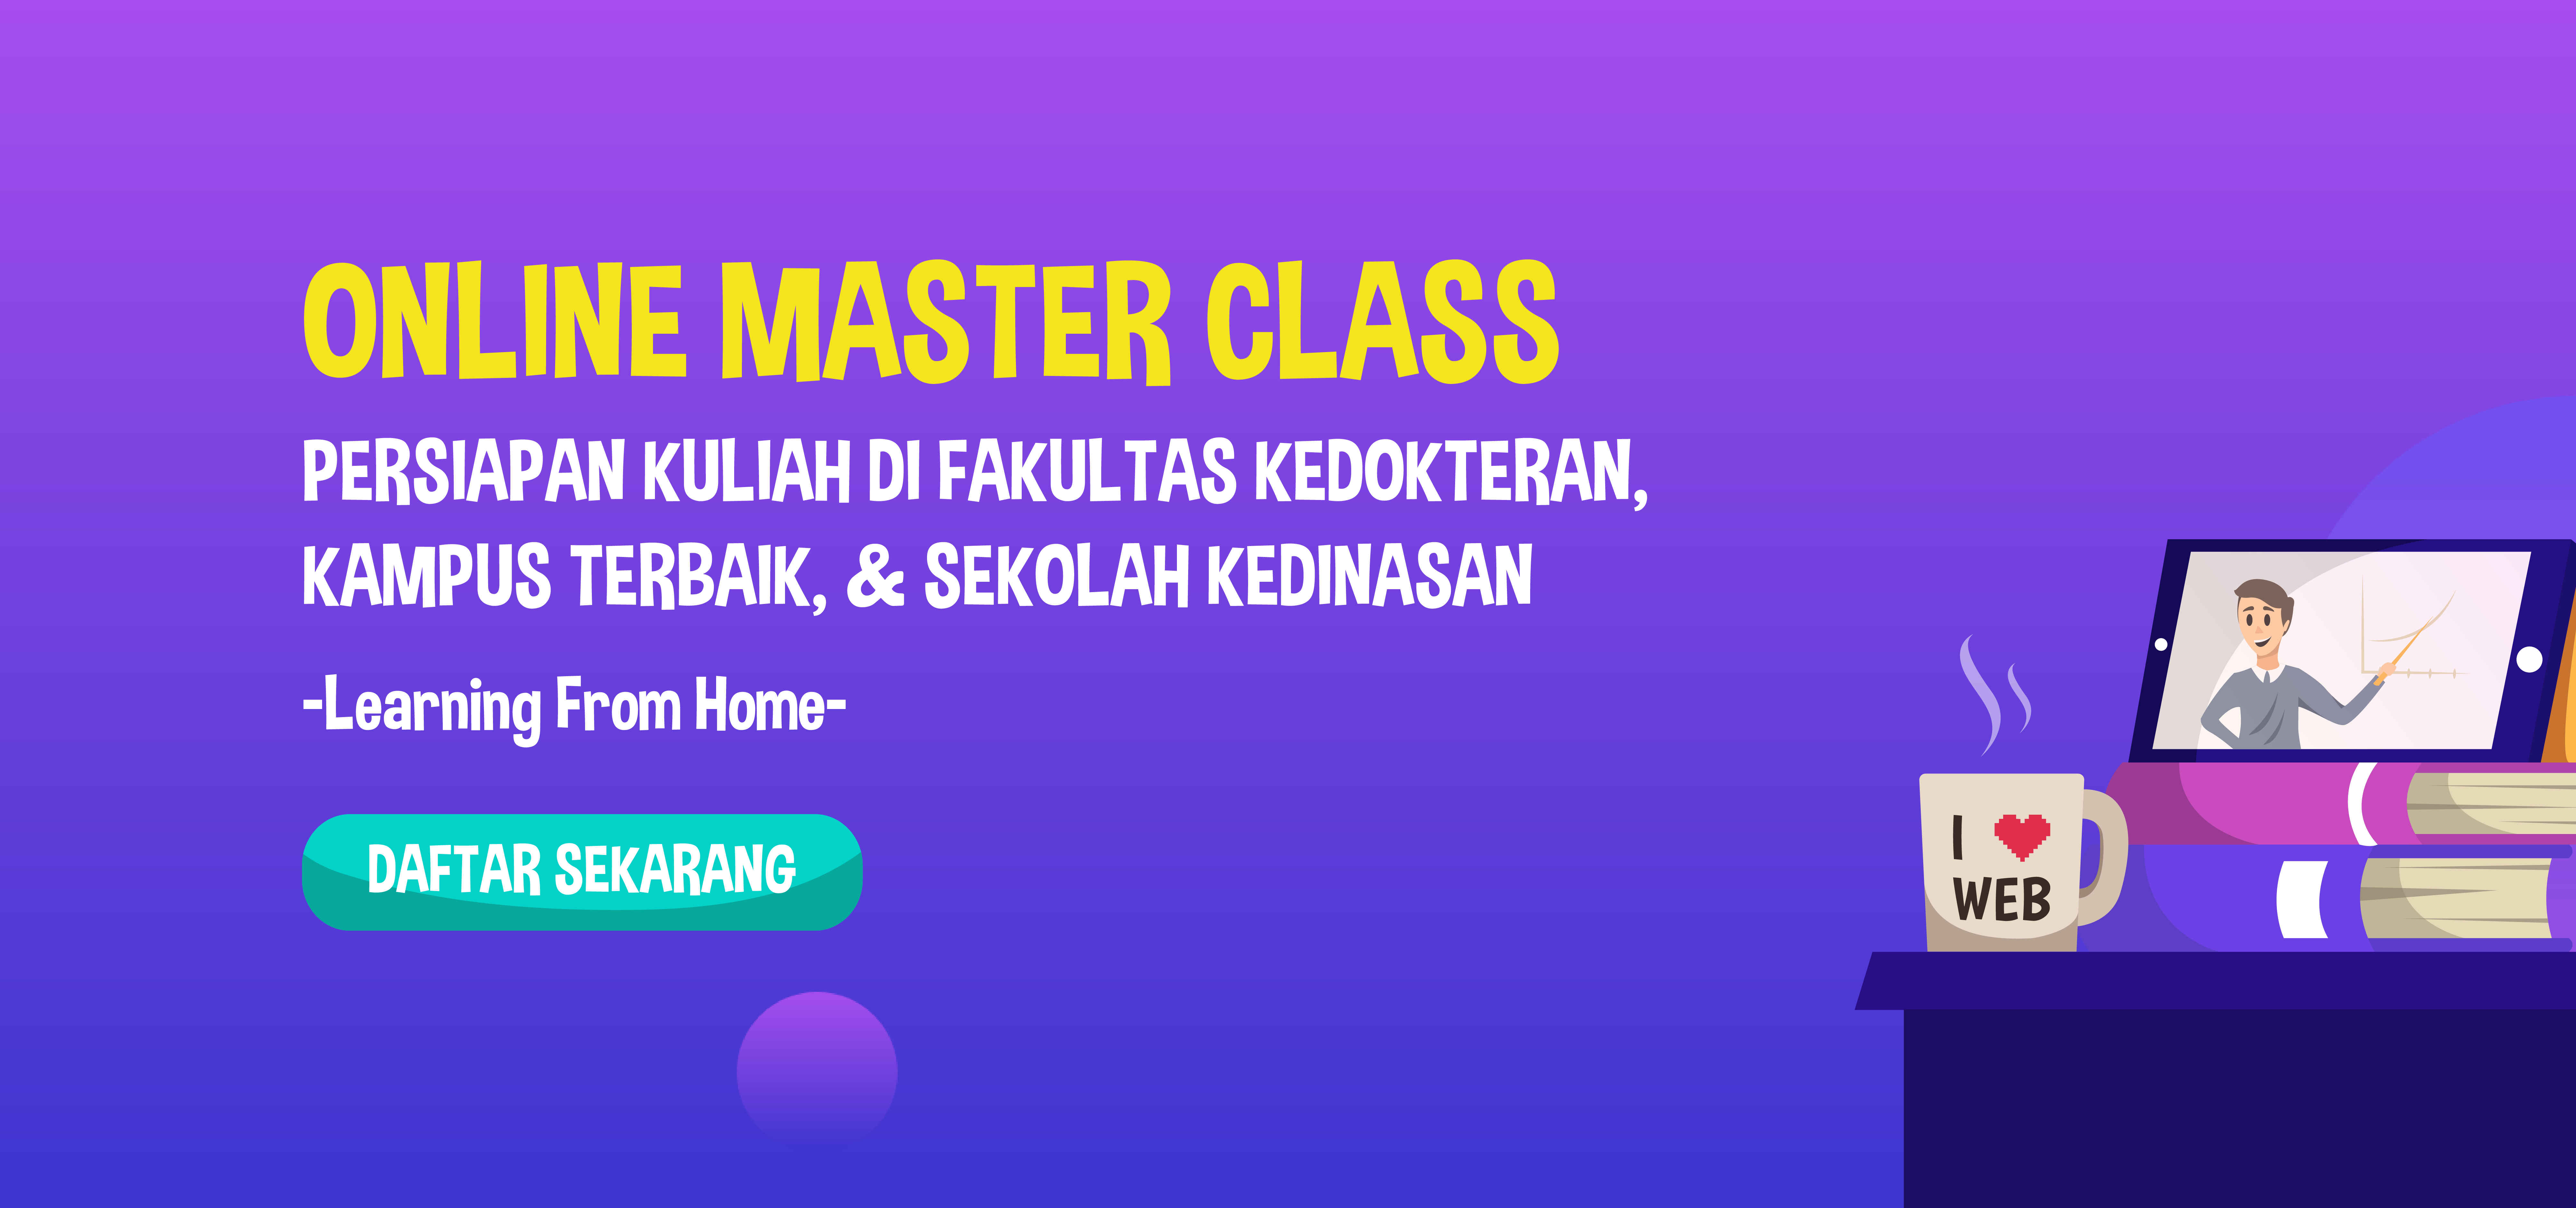 ONLINE MASTER CLASS
PERSIAPAN KULIAH DI FAKULTAS KEDOKTERAN,
KAMPUS TERBAIK, & SEKOLAH KEDINASAN
-Learning From Home-
DAFTAR SEKARANG
I
WEB